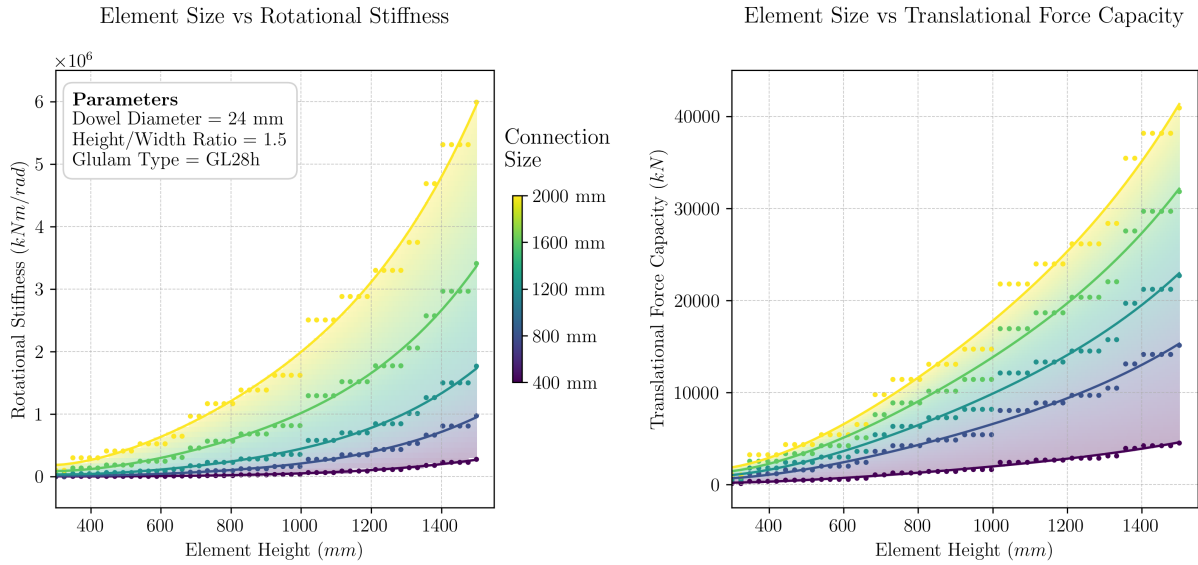 Element Size vs Rotational Stiffness
×10⁶
6
5
4
3
2
1
0
Rotational Stiffness (kNm/rad)
Parameters
Dowel Diameter = 24 mm
Height/Width Ratio = 1.5
Glulam Type = GL28h
400 600 800 1000 1200 1400
Element Height (mm)
Connection
Size
2000 mm
1600 mm
1200 mm
800 mm
400 mm
Element Size vs Translational Force Capacity
40000
30000
20000
10000
0
Translational Force Capacity (kN)
400 600 800 1000 1200 1400
Element Height (mm)